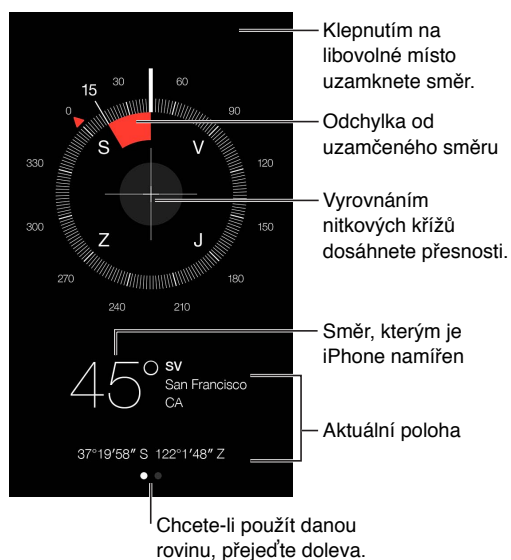 Klepnutím na
libovolné místo
uzamknete směr.
Odchylka od
uzamčeného směru
Vyrovnáním
nitkových křížů
dosáhnete přesnosti.
Směr, kterým je
iPhone namířen
Aktuální poloha
Chcete-li použít danou
rovinu, přejeďte doleva.
15
30
60
0
90
S
V
330
120
300
150
Z
J
270
180
240
210
45°
SV
San Francisco
CA
37°19′58″ S 122°1′48″ Z